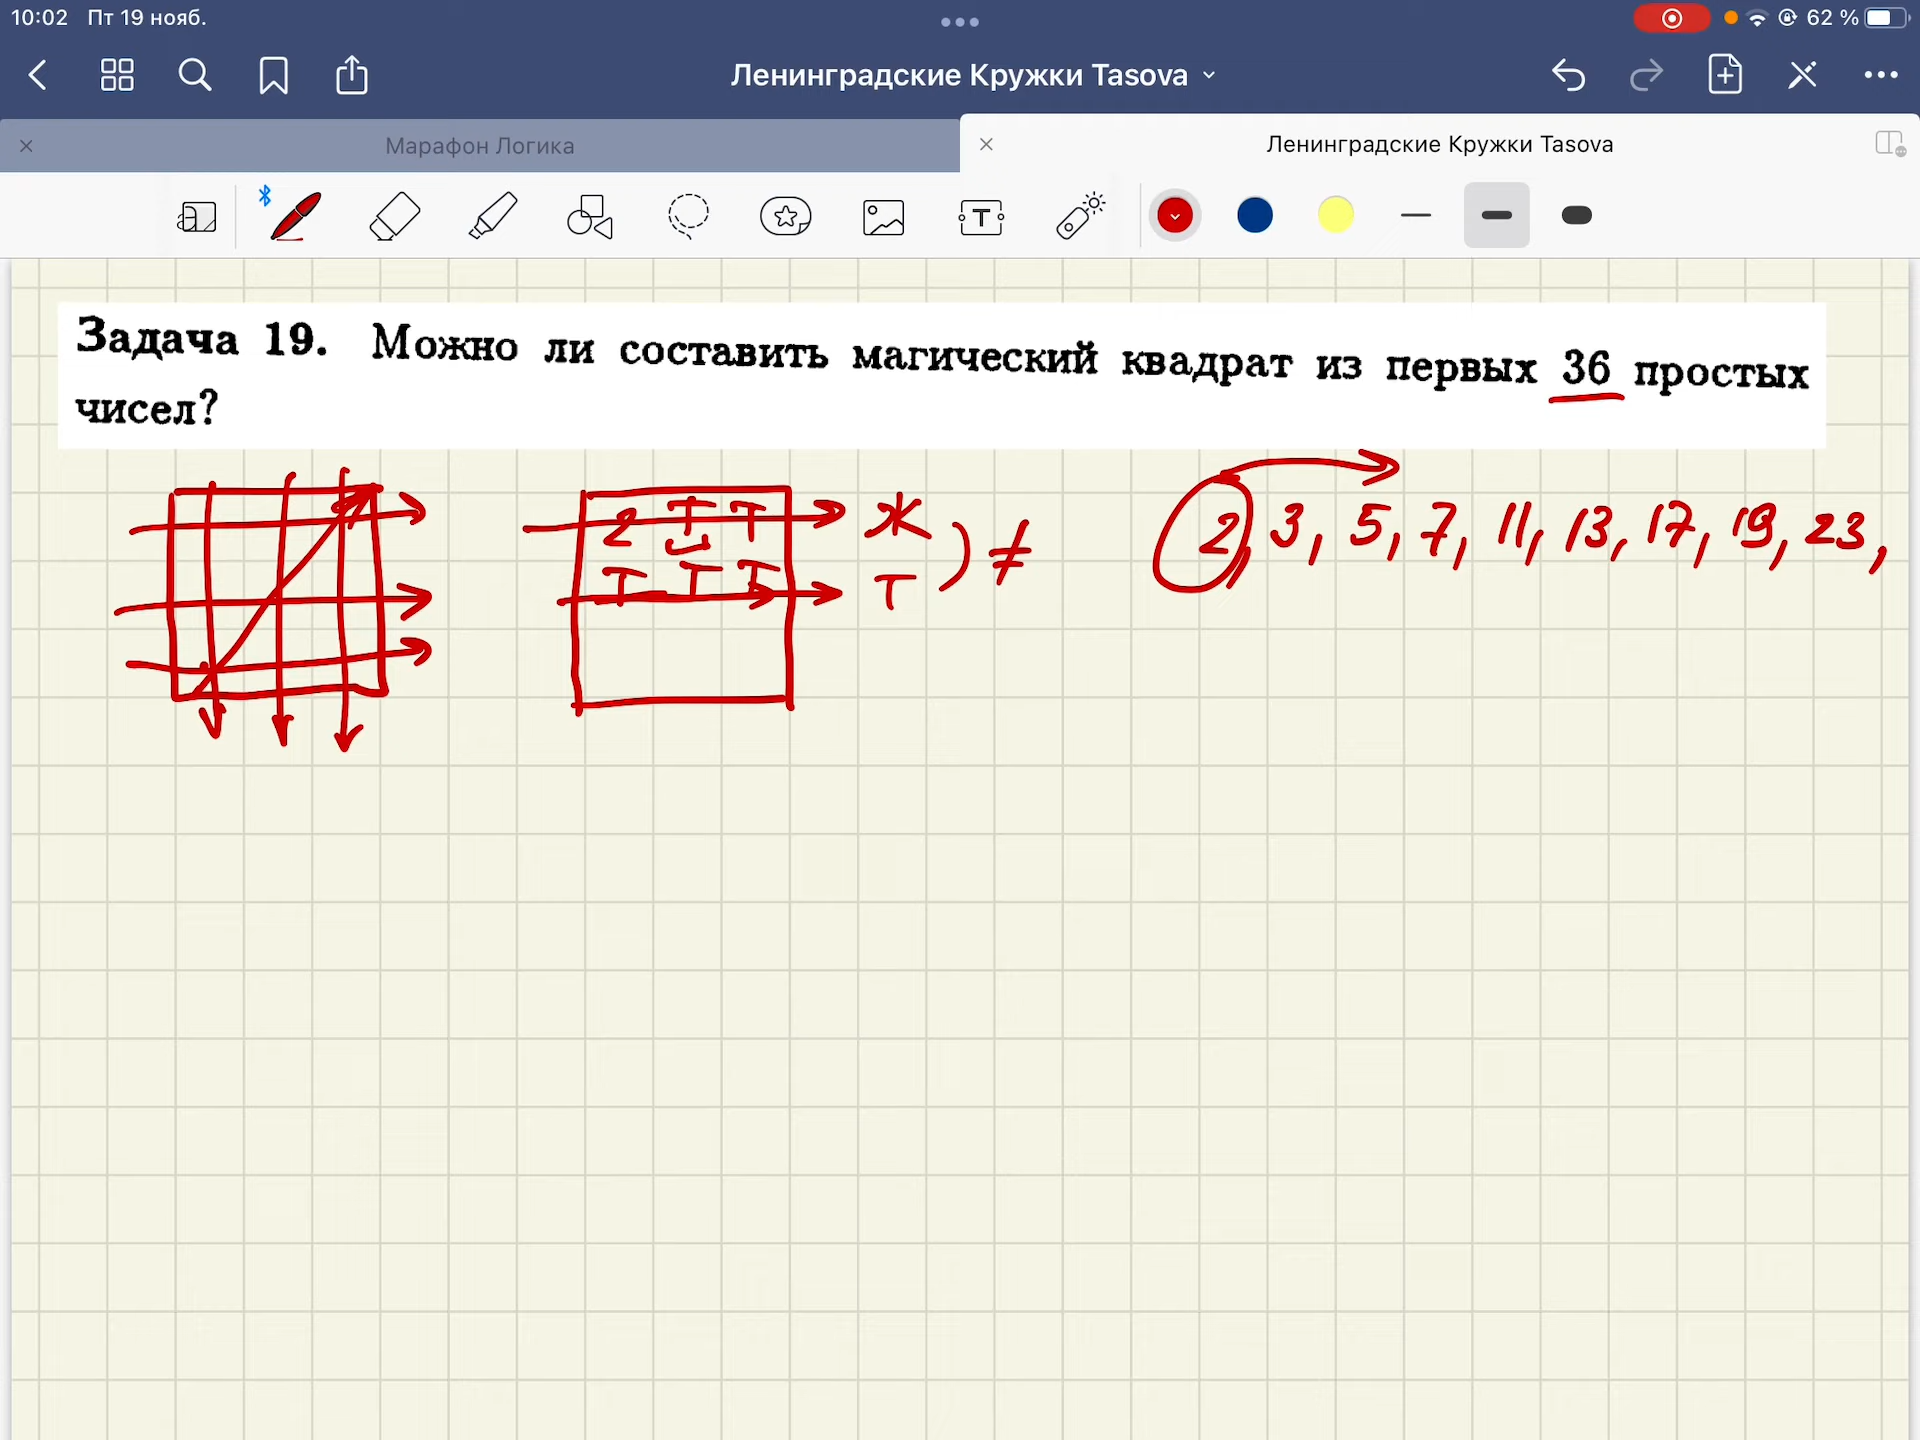 10:02 Пт 19 нояб. 62 %
Ленинградские Кружки Tasova
Марафон Логика
Ленинградские Кружки Tasova
Задача 19. Можно ли составить магический квадрат из первых 36 простых
чисел?
2 Т Т Ж
Т Т Т Т ) ≠
2, 3, 5, 7, 11, 13, 17, 19, 23,